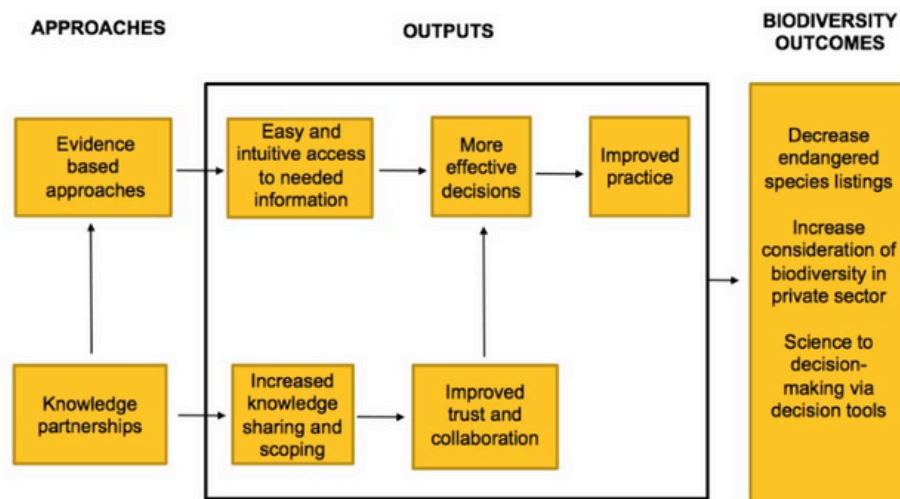 APPROACHES
OUTPUTS
BIODIVERSITY
OUTCOMES
Evidence
based
approaches
Easy and
intuitive access
to needed
information
More
effective
decisions
Improved
practice
Knowledge
partnerships
Increased
knowledge
sharing and
scoping
Improved
trust and
collaboration
Decrease
endangered
species listings
Increase
consideration of
biodiversity in
private sector
Science to
decision-
making via
decision tools